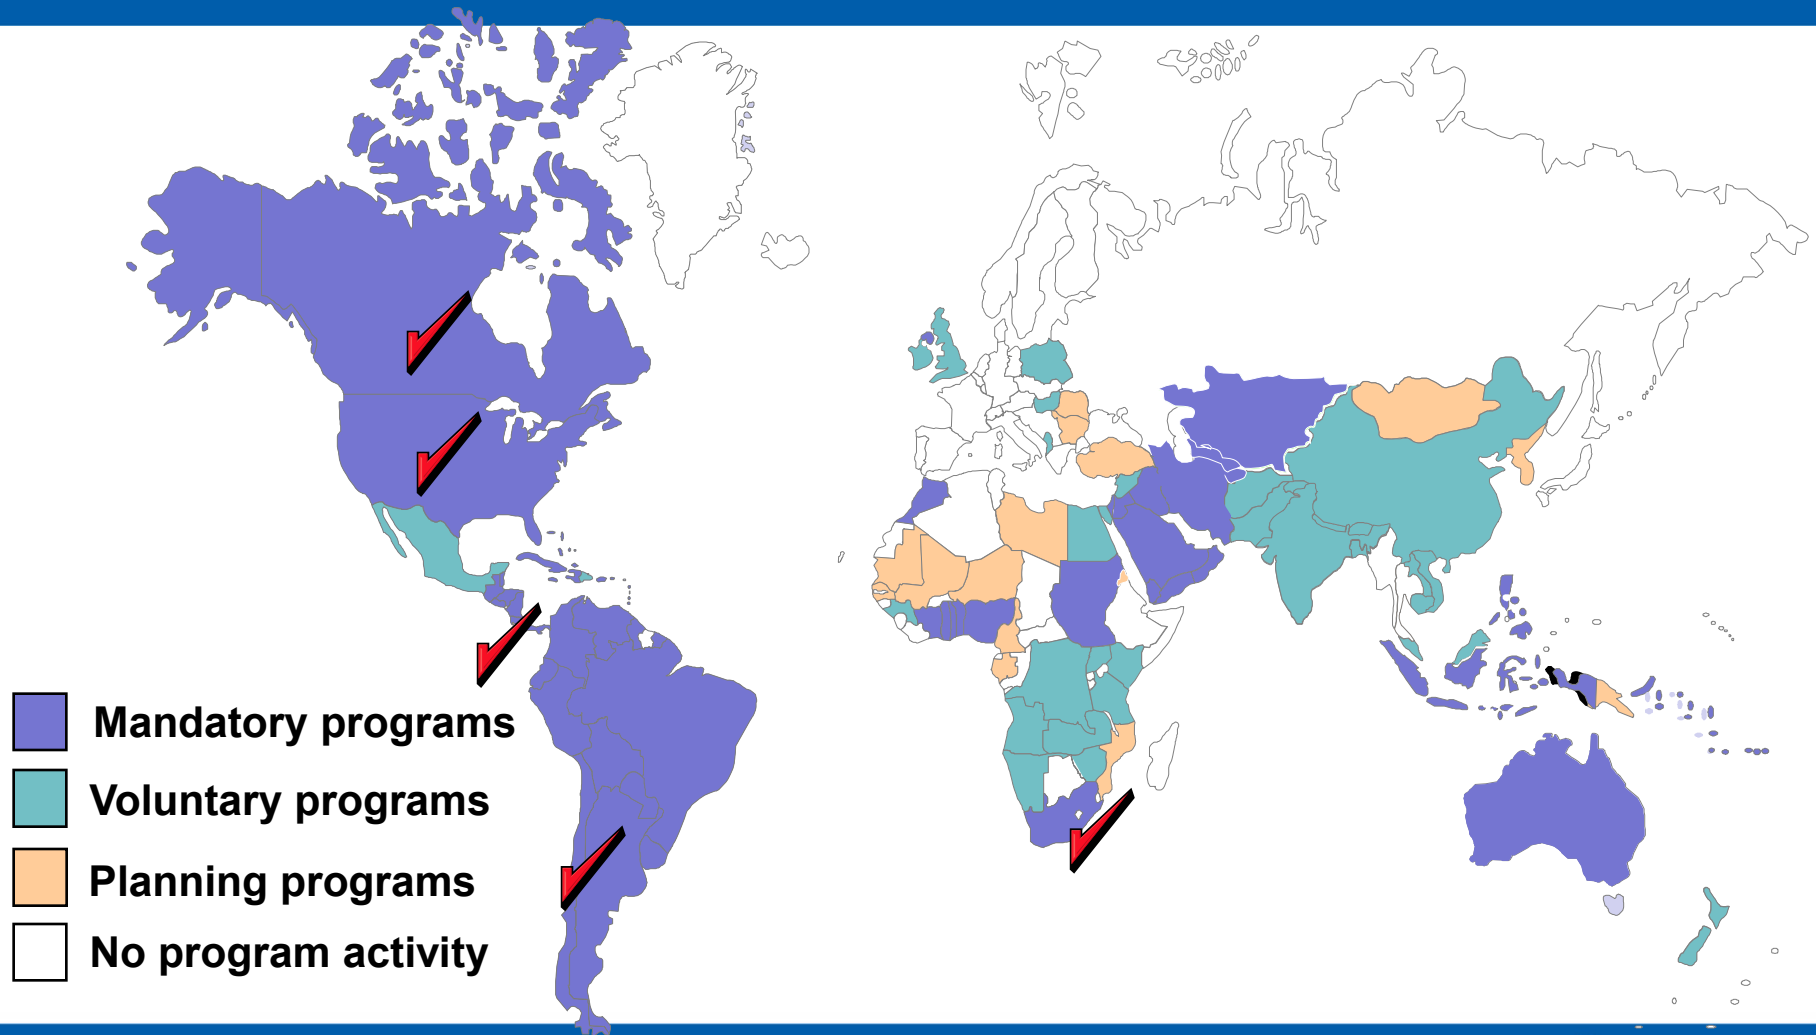 Mandatory programs
Voluntary programs
Planning programs
No program activity